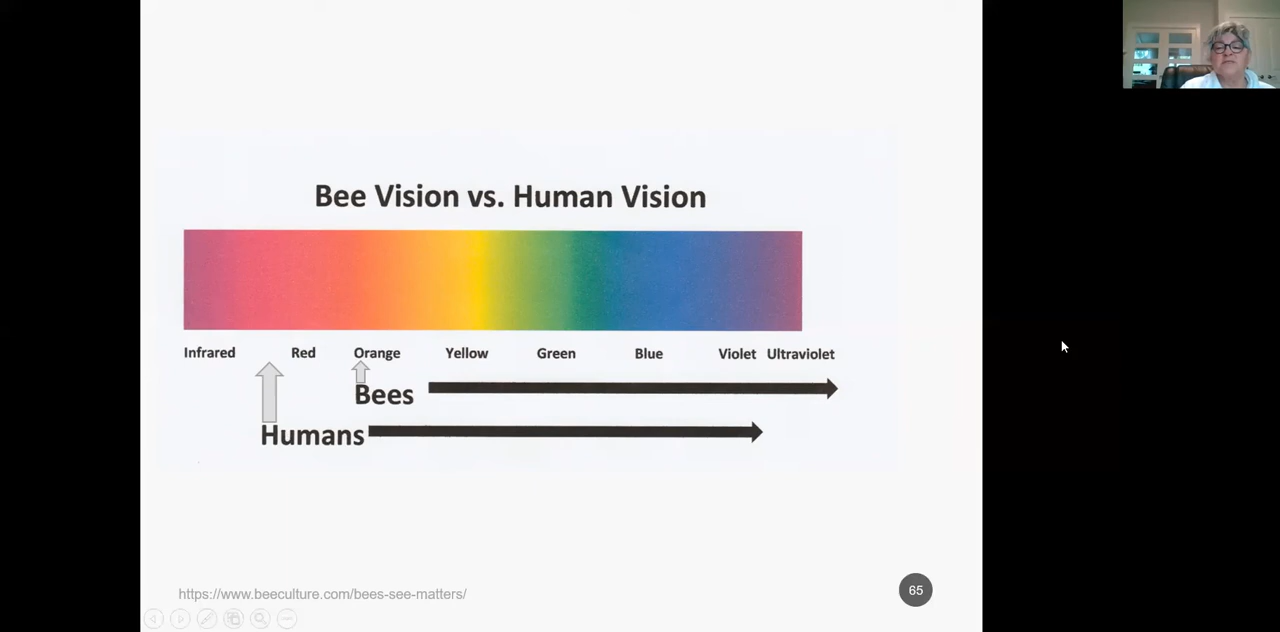 Bee Vision vs. Human Vision
Infrared Red Orange Yellow Green Blue Violet Ultraviolet
Bees
Humans
https://www.beeculture.com/bees-see-matters/
65